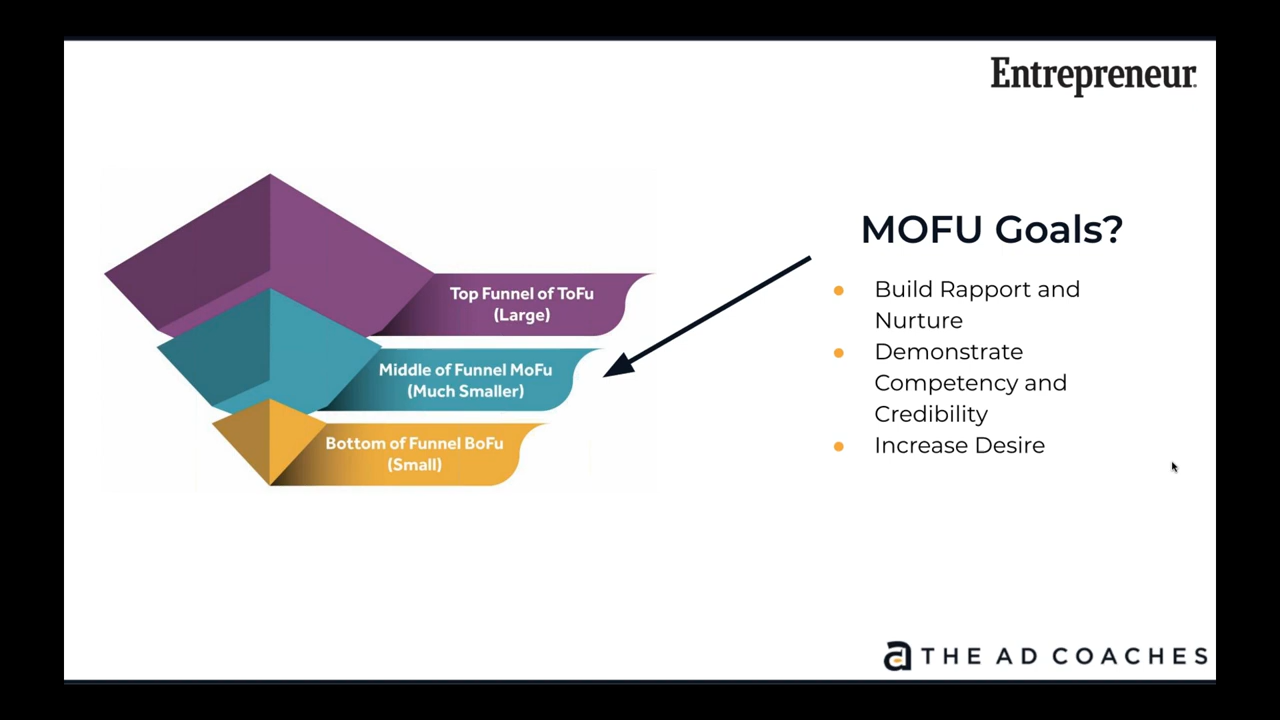 Entrepreneur
Top Funnel of ToFu
(Large)
Middle of Funnel MoFu
(Much Smaller)
Bottom of Funnel BoFu
(Small)
MOFU Goals?
Build Rapport and
Nurture
Demonstrate
Competency and
Credibility
Increase Desire
THE AD COACHES